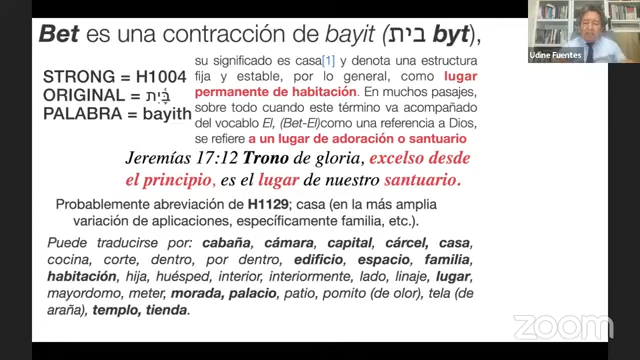 Bet es una contracción de bayit (בית byt),
su significado es casa[1] y denota una estructura
fija y estable, por lo general, como lugar
permanente de habitación. En muchos pasajes,
sobre todo cuando este término va acompañado
del vocablo El, (Bet-El)como una referencia a Dios,
se refiere a un lugar de adoración o santuario
STRONG = H1004
ORIGINAL = בַּ֫יִת
PALABRA = bayith
Jeremías 17:12 Trono de gloria, excelso desde
el principio, es el lugar de nuestro santuario.
Probablemente abreviación de H1129; casa (en la más amplia
variación de aplicaciones, específicamente familia, etc.).
Puede traducirse por: cabaña, cámara, capital, cárcel, casa,
cocina, corte, dentro, por dentro, edificio, espacio, familia,
habitación, hija, huésped, interior, interiormente, lado, linaje, lugar,
mayordomo, meter, morada, palacio, patio, pomito (de olor), tela (de
araña), templo, tienda.
Udine Fuentes
zoom